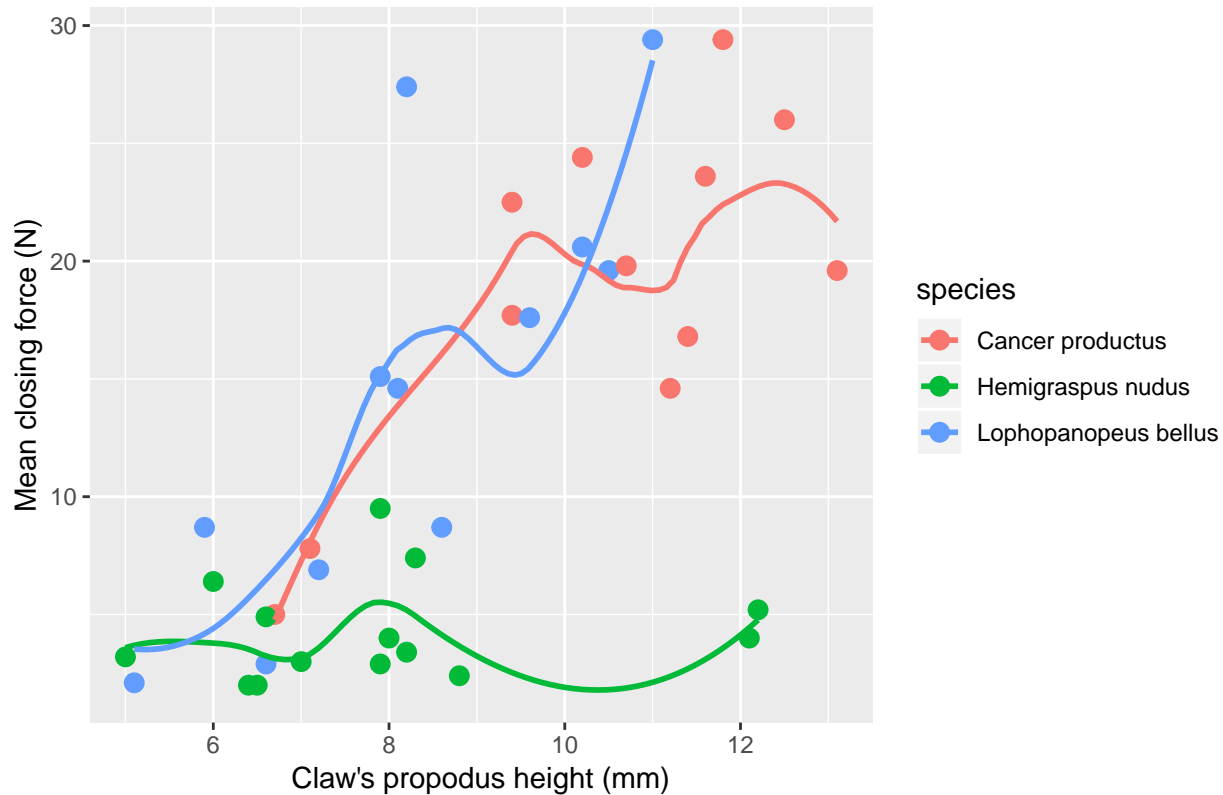 30
20
10
Mean closing force (N)
6 8 10 12
Claw's propodus height (mm)
species
Cancer productus
Hemigraspus nudus
Lophopanopeus bellus